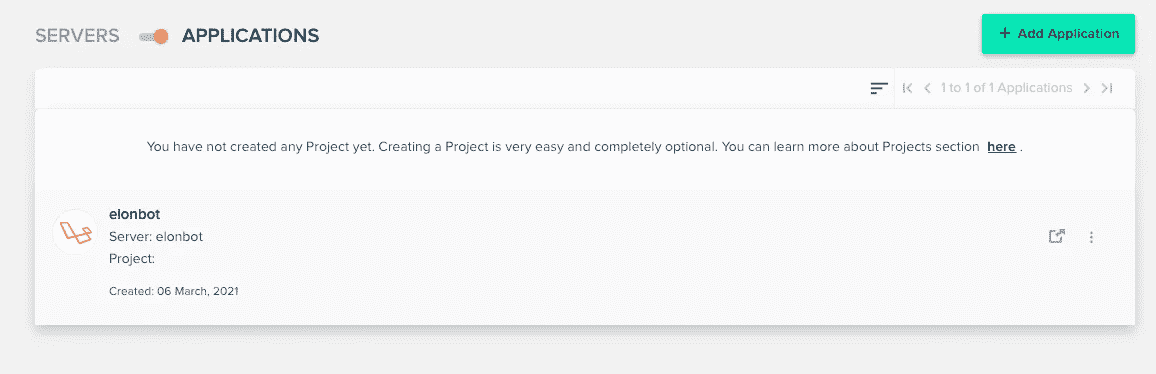 SERVERS APPLICATIONS
+ Add Application
1 to 1 of 1 Applications
You have not created any Project yet. Creating a Project is very easy and completely optional. You can learn more about Projects section here .
elonbot
Server: elonbot
Project:
Created: 06 March, 2021